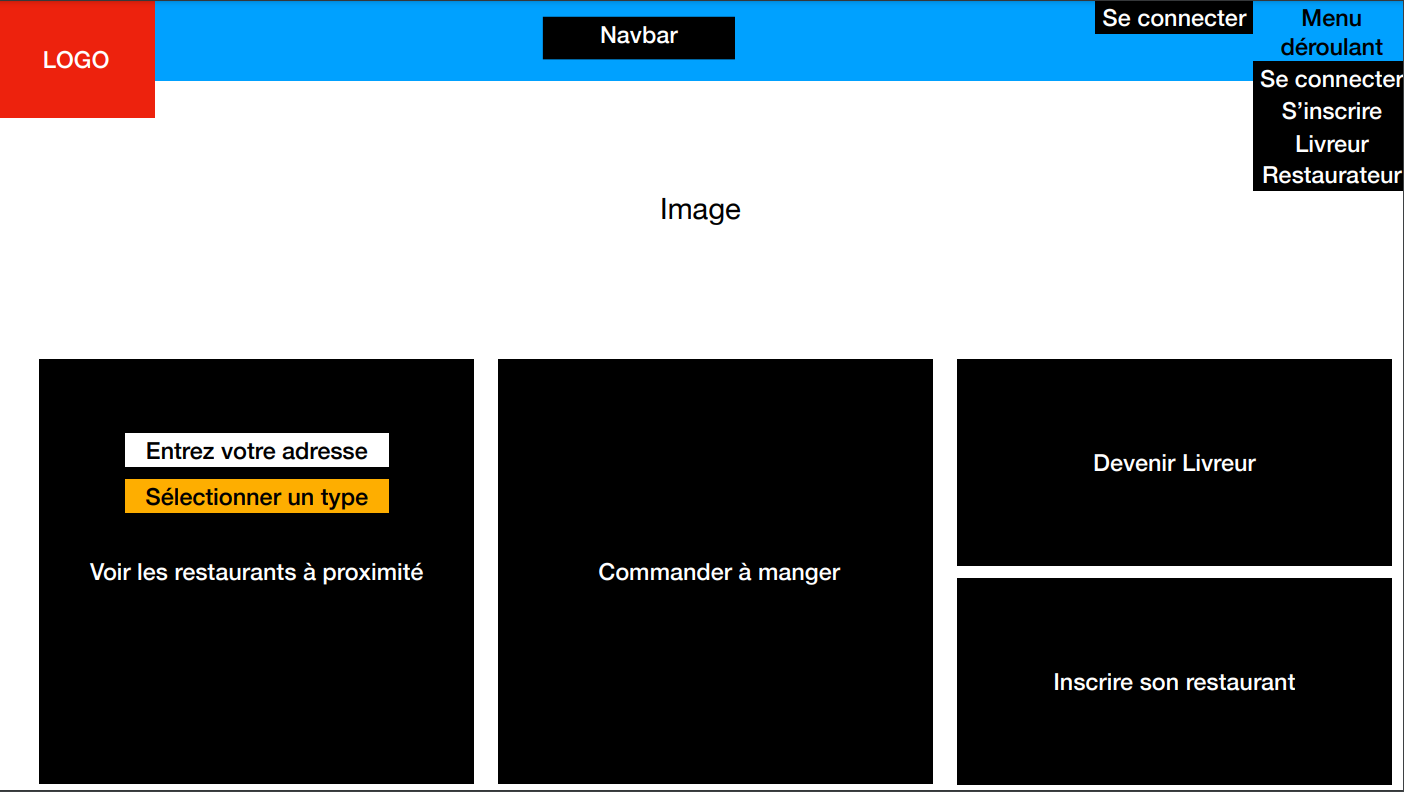 LOGO
Navbar
Se connecter
Menu
déroulant
Se connecter
S’inscrire
Livreur
Restaurateur
Image
Entrez votre adresse
Sélectionner un type
Voir les restaurants à proximité
Commander à manger
Devenir Livreur
Inscrire son restaurant